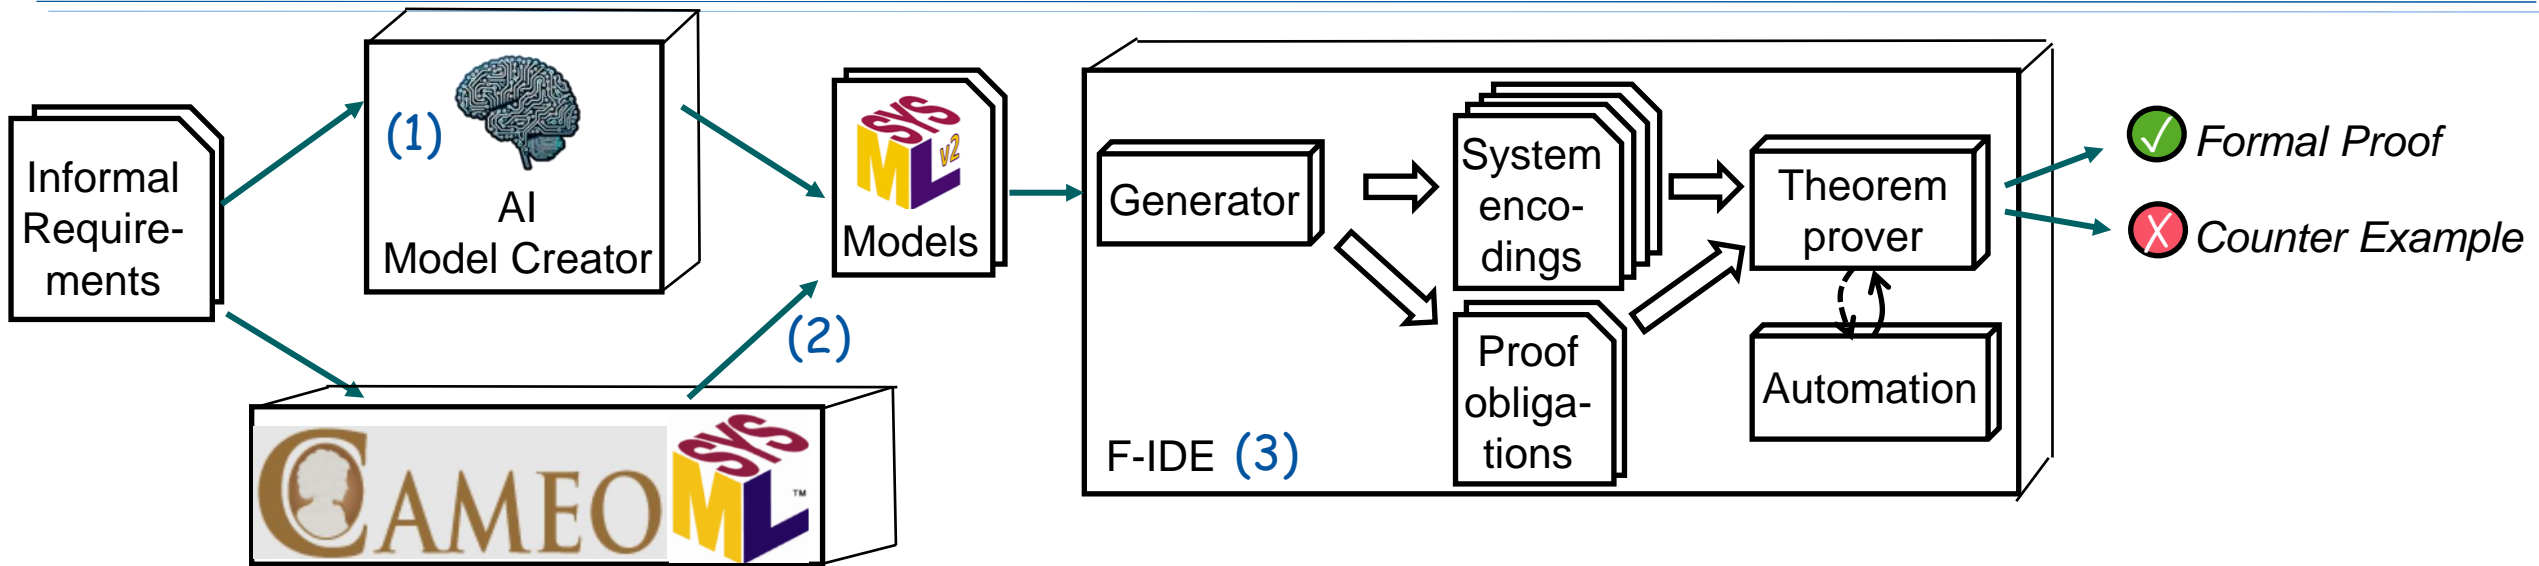 Informal
Require-
ments
(1)
AI
Model Creator
SYS
ML
v2
Models
(2)
CAMEO
SYS
ML
TM
Generator
System
enco-
dings
Proof
obliga-
tions
Theorem
prover
Automation
F-IDE (3)
✓ Formal Proof
X Counter Example